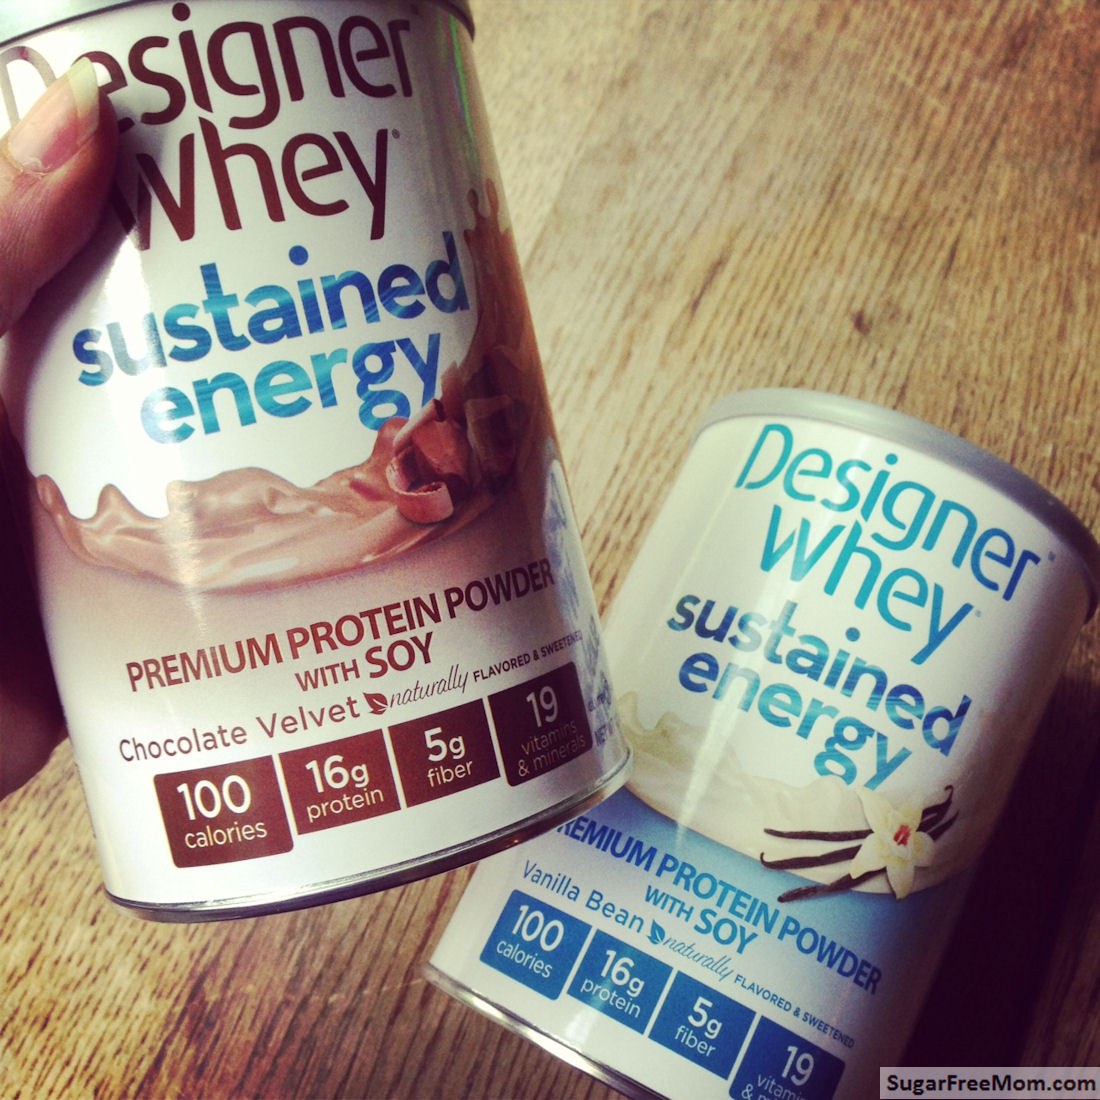 Designer
whey®
sustained
energy
PREMIUM PROTEIN POWDER
WITH SOY
Chocolate Velvet naturally FLAVORED & SWEETENED
100
calories
16g
protein
5g
fiber
19
vitamins
& minerals
Designer
whey®
sustained
energy
PREMIUM PROTEIN POWDER
WITH SOY
Vanilla Bean naturally FLAVORED & SWEETENED
100
calories
16g
protein
5g
fiber
19
vitamins
SugarFreeMom.com